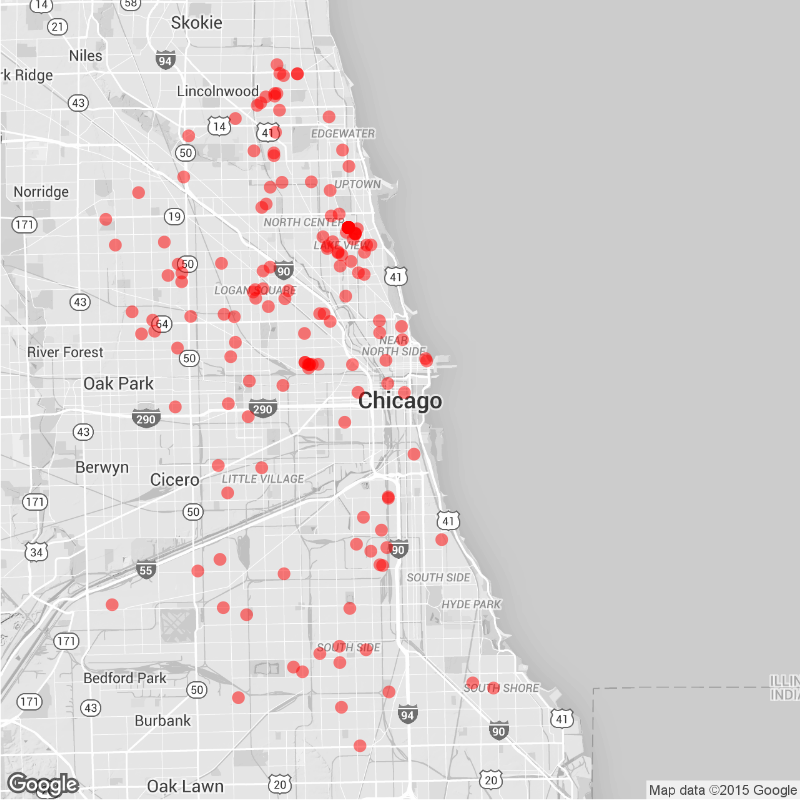 14
58
Skokie
21
Niles
94
rk Ridge
Lincolnwood
43
14
41
EDGEWATER
50
UPTOWN
Norridge
19
171
NORTH CENTER
LAKE VIEW
50
90
41
LOGAN SQUARE
43
64
NEAR
NORTH SIDE
River Forest
50
Oak Park
Chicago
290
290
43
Berwyn
Cicero
LITTLE VILLAGE
171
50
41
34
90
55
SOUTH SIDE
HYDE PARK
171
SOUTH SIDE
Bedford Park
ILLIN
INDIA
50
SOUTH SHORE
171
43
94
Burbank
41
90
Oak Lawn
20
20
Google
Map data ©2015 Google